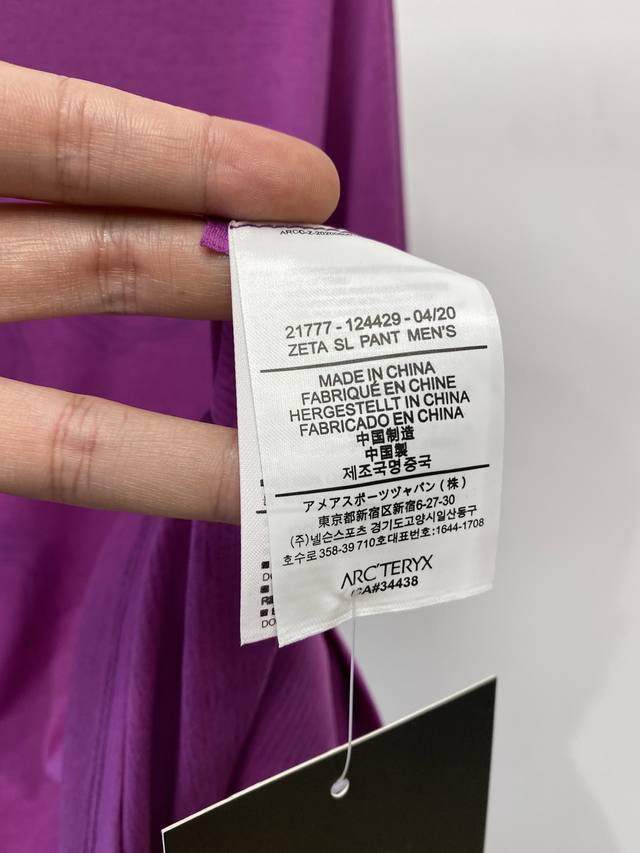 21777 - 124429 - 04/20
ZETA SL PANT MEN'S
MADE IN CHINA
FABRIQUÉ EN CHINE
HERGESTELLT IN CHINA
FABRICADO EN CHINA
中国制造
中国製
제조국명중국
アメアスポーツジャパン (株)
東京都新宿区新宿6-27-30
(주)넬슨스포츠 경기도고양시일산동구
호수로 358-39 710호대표번호:1644-1708
ARC'TERYX
CA#34438